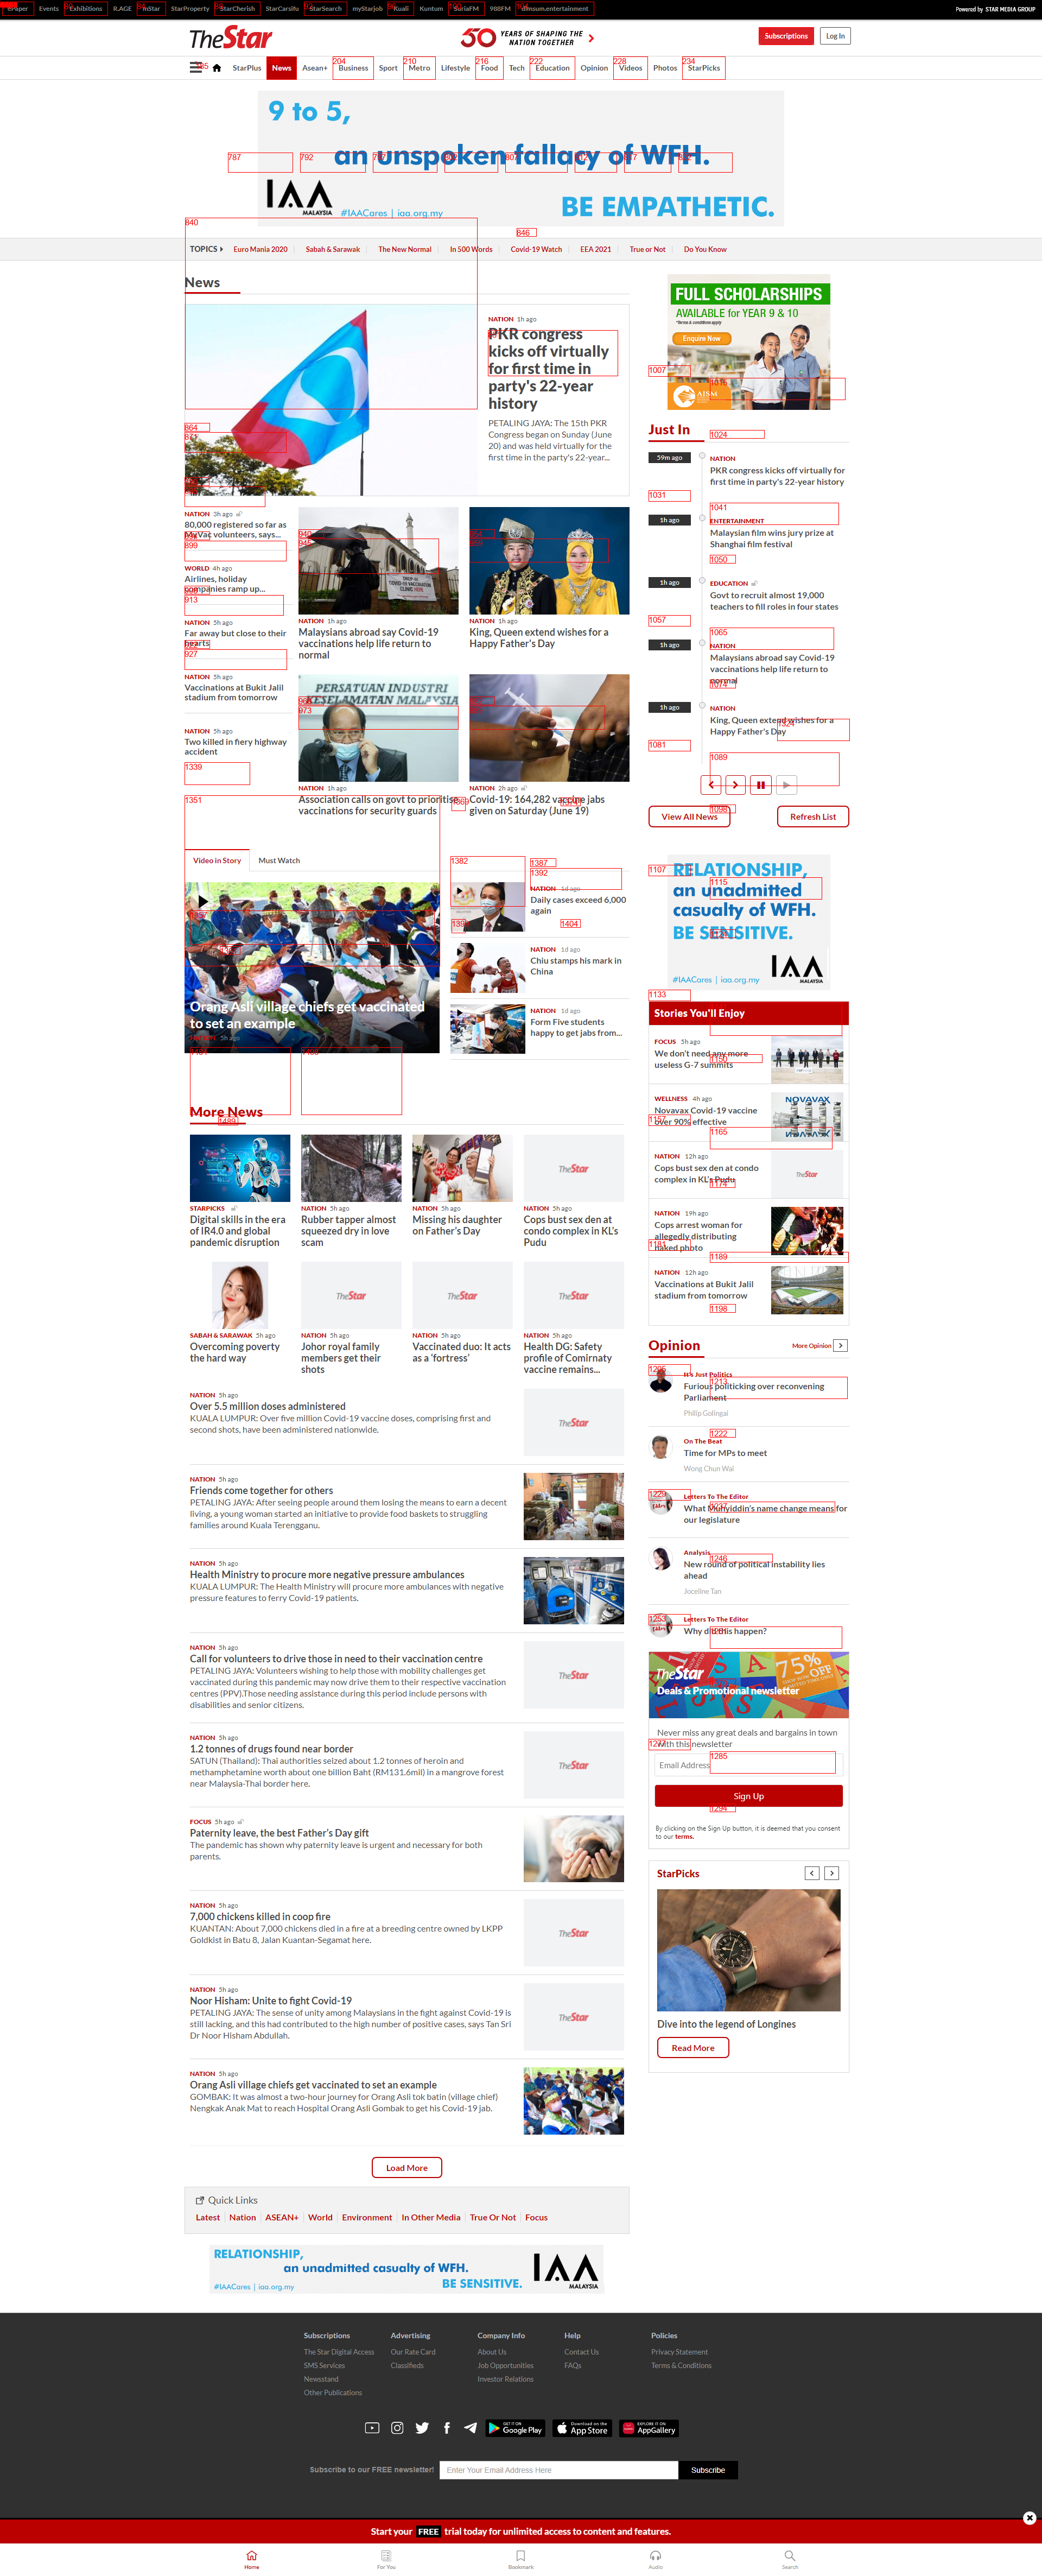 ePaper Events Exhibitions R.AGE mStar StarProperty StarCherish StarCarsifu StarSearch myStarjob Kuali Kuntum SuriaFM 988FM dimsum.entertainment
Powered by STAR MEDIA GROUP
TheStar
50 YEARS OF SHAPING THE NATION TOGETHER
Subscriptions
Log In
StarPlus News Asean+ Business Sport Metro Lifestyle Food Tech Education Opinion Videos Photos StarPicks
9 to 5,
an unspoken fallacy of WFH.
IAA
MALAYSIA
#IAACares | iaa.org.my
BE EMPATHETIC.
TOPICS Euro Mania 2020 Sabah & Sarawak The New Normal In 500 Words Covid-19 Watch EEA 2021 True or Not Do You Know
News
NATION 1h ago
PKR congress
kicks off virtually
for first time in
party's 22-year
history
PETALING JAYA: The 15th PKR
Congress began on Sunday (June
20) and was held virtually for the
first time in the party's 22-year...
NATION 3h ago
80,000 registered so far as
MyVac volunteers, says...
WORLD 4h ago
Airlines, holiday
companies ramp up...
NATION 5h ago
Far away but close to their
hearts
NATION 5h ago
Vaccinations at Bukit Jalil
stadium from tomorrow
NATION 5h ago
Two killed in fiery highway
accident
NATION 1h ago
Malaysians abroad say Covid-19
vaccinations help life return to
normal
NATION 1h ago
King, Queen extend wishes for a
Happy Father's Day
PERSATUAN INDUSTRI
KESELAMATAN MALAYSIA
NATION 1h ago
Association calls on govt to prioritise
vaccinations for security guards
NATION 2h ago
Covid-19: 164,282 vaccine jabs
given on Saturday (June 19)
Video in Story
Must Watch
Orang Asli village chiefs get vaccinated
to set an example
NATION 5h ago
NATION 1d ago
Daily cases exceed 6,000
again
NATION 1d ago
Chiu stamps his mark in
China
NATION 1d ago
Form Five students
happy to get jabs from...
FULL SCHOLARSHIPS
AVAILABLE for YEAR 9 & 10
*Terms & condition apply
Enquire Now
AISM
Just In
59m ago
NATION
PKR congress kicks off virtually for
first time in party's 22-year history
1h ago
ENTERTAINMENT
Malaysian film wins jury prize at
Shanghai film festival
1h ago
EDUCATION
Govt to recruit almost 19,000
teachers to fill roles in four states
1h ago
NATION
Malaysians abroad say Covid-19
vaccinations help life return to
normal
1h ago
NATION
King, Queen extend wishes for a
Happy Father's Day
View All News
Refresh List
RELATIONSHIP,
an unadmitted
casualty of WFH.
BE SENSITIVE.
#IAACares | iaa.org.my
IAA
MALAYSIA
Stories You'll Enjoy
FOCUS 5h ago
We don't need any more
useless G-7 summits
WELLNESS 4h ago
Novavax Covid-19 vaccine
over 90% effective
NOVAVAX
NATION 12h ago
Cops bust sex den at condo
complex in KL's Pudu
NATION 19h ago
Cops arrest woman for
allegedly distributing
naked photo
NATION 12h ago
Vaccinations at Bukit Jalil
stadium from tomorrow
More News
STARPICKS
Digital skills in the era
of IR4.0 and global
pandemic disruption
NATION 5h ago
Rubber tapper almost
squeezed dry in love
scam
NATION 5h ago
Missing his daughter
on Father's Day
TheStar
NATION 5h ago
Cops bust sex den at
condo complex in KL's
Pudu
SABAH & SARAWAK 5h ago
Overcoming poverty
the hard way
TheStar
NATION 5h ago
Johor royal family
members get their
shots
TheStar
NATION 5h ago
Vaccinated duo: It acts
as a 'fortress'
TheStar
NATION 5h ago
Health DG: Safety
profile of Comirnaty
vaccine remains...
NATION 5h ago
Over 5.5 million doses administered
KUALA LUMPUR: Over five million Covid-19 vaccine doses, comprising first and
second shots, have been administered nationwide.
TheStar
NATION 5h ago
Friends come together for others
PETALING JAYA: After seeing people around them losing the means to earn a decent
living, a young woman started an initiative to provide food baskets to struggling
families around Kuala Terengganu.
NATION 5h ago
Health Ministry to procure more negative pressure ambulances
KUALA LUMPUR: The Health Ministry will procure more ambulances with negative
pressure features to ferry Covid-19 patients.
NATION 5h ago
Call for volunteers to drive those in need to their vaccination centre
PETALING JAYA: Volunteers wishing to help those with mobility challenges get
vaccinated during this pandemic may now drive them to their respective vaccination
centres (PPV).Those needing assistance during this period include persons with
disabilities and senior citizens.
TheStar
NATION 5h ago
1.2 tonnes of drugs found near border
SATUN (Thailand): Thai authorities seized about 1.2 tonnes of heroin and
methamphetamine worth about one billion Baht (RM131.6mil) in a mangrove forest
near Malaysia-Thai border here.
TheStar
FOCUS 5h ago
Paternity leave, the best Father's Day gift
The pandemic has shown why paternity leave is urgent and necessary for both
parents.
NATION 5h ago
7,000 chickens killed in coop fire
KUANTAN: About 7,000 chickens died in a fire at a breeding centre owned by LKPP
Goldkist in Batu 8, Jalan Kuantan-Segamat here.
TheStar
NATION 5h ago
Noor Hisham: Unite to fight Covid-19
PETALING JAYA: The sense of unity among Malaysians in the fight against Covid-19 is
still lacking, and this had contributed to the high number of positive cases, says Tan Sri
Dr Noor Hisham Abdullah.
TheStar
NATION 5h ago
Orang Asli village chiefs get vaccinated to set an example
GOMBAK: It was almost a two-hour journey for Orang Asli tok batin (village chief)
Nengkak Anak Mat to reach Hospital Orang Asli Gombak to get his Covid-19 jab.
Load More
Opinion
More Opinion
It's Just Politics
Furious politicking over reconvening
Parliament
Philip Golingai
On The Beat
Time for MPs to meet
Wong Chun Wai
Letters To The Editor
What Muhyiddin's name change means for
our legislature
Analysis
New round of political instability lies
ahead
Joceline Tan
Letters To The Editor
Why did this happen?
TheStar
Deals & Promotional newsletter
75% OFF
Never miss any great deals and bargains in town
with this newsletter
Email Address
Sign Up
By clicking on the Sign Up button, it is deemed that you consent
to our terms.
StarPicks
Dive into the legend of Longines
Read More
Quick Links
Latest Nation ASEAN+ World Environment In Other Media True Or Not Focus
RELATIONSHIP,
an unadmitted casualty of WFH.
#IAACares | iaa.org.my
BE SENSITIVE.
IAA
MALAYSIA
Subscriptions
The Star Digital Access
SMS Services
Newsstand
Other Publications
Advertising
Our Rate Card
Classifieds
Company Info
About Us
Job Opportunities
Investor Relations
Help
Contact Us
FAQs
Policies
Privacy Statement
Terms & Conditions
GET IT ON Google Play
Download on the App Store
EXPLORE IT ON AppGallery
Subscribe to our FREE newsletter!
Enter Your Email Address Here
Subscribe
Start your FREE trial today for unlimited access to content and features.
Home For You Bookmark Audio Search